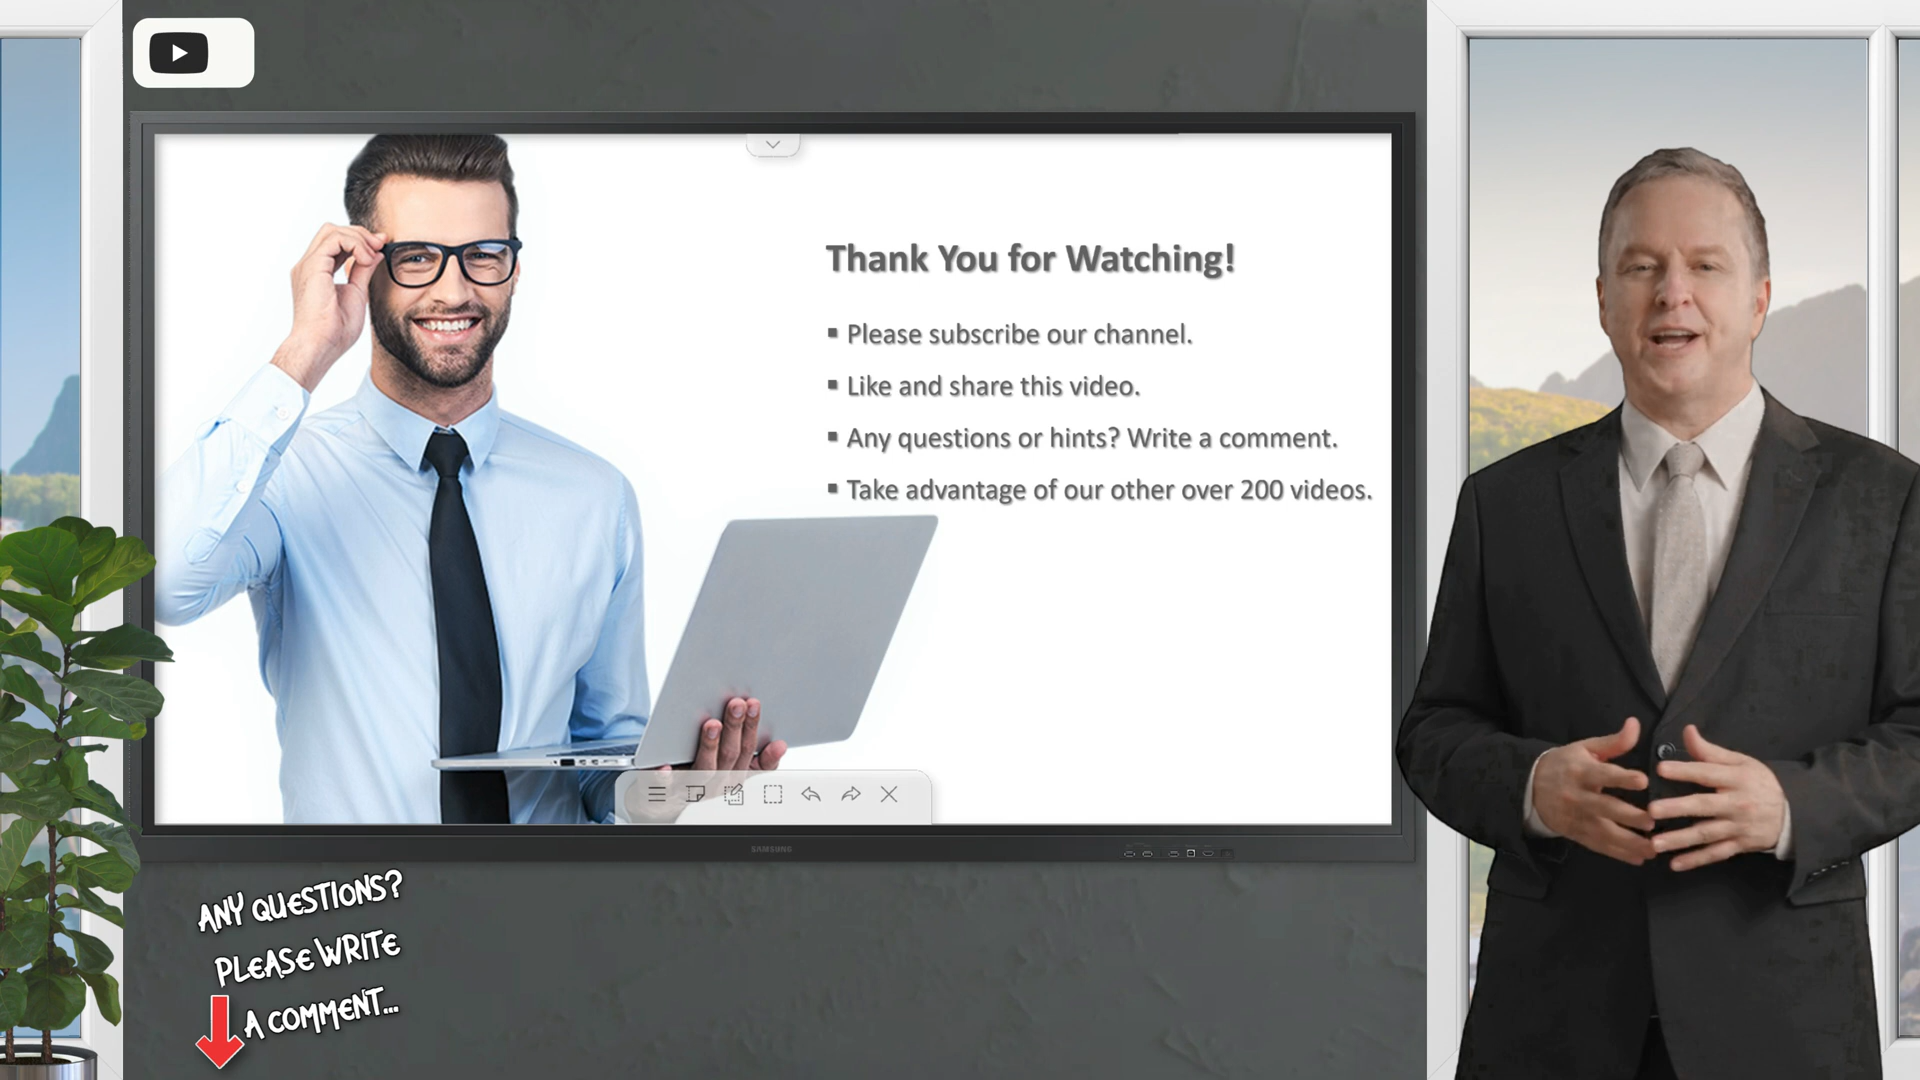 Thank You for Watching!
▪ Please subscribe our channel.
▪ Like and share this video.
▪ Any questions or hints? Write a comment.
▪ Take advantage of our other over 200 videos.
SAMSUNG
ANY QUESTIONS?
PLEASE WRITE
A COMMENT...